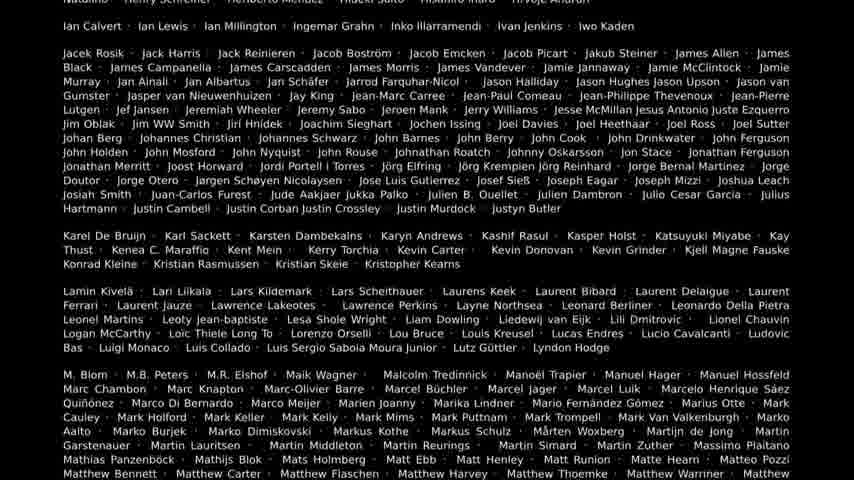 Ian Calvert · Ian Lewis · Ian Millington · Ingemar Grahn · Inko Illarramendi · Ivan Jenkins · Iwo Kaden
Jacek Rosik · Jack Harris · Jack Reinieren · Jacob Boström · Jacob Emcken · Jacob Picart · Jakub Steiner · James Allen · James
Black · James Campanella · James Carscadden · James Morris · James Vandever · Jamie Jannaway · Jamie McClintock · Jamie
Murray · Jan Ainali · Jan Albartus · Jan Schäfer · Jarrod Farquhar-Nicol · Jason Halliday · Jason Hughes Jason Upson · Jason van
Gumster · Jasper van Nieuwenhuizen · Jay King · Jean-Marc Carree · Jean-Paul Comeau · Jean-Philippe Thevenoux · Jean-Pierre
Lutgen · Jef Jansen · Jeremiah Wheeler · Jeremy Sabo · Jeroen Mank · Jerry Williams · Jesse McMillan Jesus Antonio Juste Ezquerro
Jim Oblak · Jim WW Smith · Jiří Hnídek · Joachim Sieghart · Jochen Issing · Joel Davies · Joel Heethaar · Joel Ross · Joel Sutter
Johan Berg · Johannes Christian · Johannes Schwarz · John Barnes · John Berry · John Cook · John Drinkwater · John Ferguson
John Holden · John Mosford · John Nyquist · John Rouse · Johnathan Roatch · Johnny Oskarsson · Jon Stace · Jonathan Ferguson
Jonathan Merritt · Joost Horward · Jordi Portell i Torres · Jörg Elfring · Jörg Krempien Jörg Reinhard · Jorge Bernal Martinez · Jorge
Doutor · Jorge Otero · Jørgen Schøyen Nicolaysen · Jose Luis Gutierrez · Josef Sieß · Joseph Eagar · Joseph Mizzi · Joshua Leach
Josiah Smith · Juan-Carlos Furest · Jude Aakjaer Jukka Palko · Julien B. Ouellet · Julien Dambron · Julio Cesar Garcia · Julius
Hartmann · Justin Cambell · Justin Corban Justin Crossley · Justin Murdock · Justyn Butler
Karel De Bruijn · Karl Sackett · Karsten Dambekalns · Karyn Andrews · Kashif Rasul · Kasper Holst · Katsuyuki Miyabe · Kay
Thust · Kenea C. Maraffio · Kent Mein · Kerry Torchia · Kevin Carter · Kevin Donovan · Kevin Grinder · Kjell Magne Fauske
Konrad Kleine · Kristian Rasmussen · Kristian Skeie · Kristopher Kearns
Lamin Kivelä · Lari Liikala · Lars Kildemark · Lars Scheithauer · Laurens Keek · Laurent Bibard · Laurent Delaigue · Laurent
Ferrari · Laurent Jauze · Lawrence Lakeotes · Lawrence Perkins · Layne Northsea · Leonard Berliner · Leonardo Della Pietra
Leonel Martins · Leoty Jean-baptiste · Lesa Shole Wright · Liam Dowling · Liedewij van Eijk · Lili Dmitrovic · Lionel Chauvin
Logan McCarthy · Loic Thiele Long To · Lorenzo Orselli · Lou Bruce · Louis Kreusel · Lucas Endres · Lucio Cavalcanti · Ludovic
Bas · Luigi Monaco · Luis Collado · Luis Sergio Saboia Moura Junior · Lutz Güttler · Lyndon Hodge
M. Blom · M.B. Peters · M.R. Elshof · Maik Wagner · Malcolm Tredinnick · Manoël Trapier · Manuel Hager · Manuel Hossfeld
Marc Chambon · Marc Knapton · Marc-Olivier Barre · Marcel Büchler · Marcel Jager · Marcel Luik · Marcelo Henrique Sáez
Quiñónez · Marco Di Bernardo · Marco Meijer · Marien Joanny · Marika Lindner · Mario Fernández Gómez · Marius Otte · Mark
Cauley · Mark Holford · Mark Keller · Mark Kelly · Mark Mims · Mark Puttnam · Mark Trompell · Mark Van Valkenburgh · Marko
Aalto · Marko Burjek · Marko Dimiskovski · Markus Kothe · Markus Schulz · Mårten Woxberg · Martijn de Jong · Martin
Garstenauer · Martin Lauritsen · Martin Middleton · Martin Reurings · Martin Simard · Martin Zuther · Massimo Plaitano
Mathias Panzenböck · Mathijs Blok · Mats Holmberg · Matt Ebb · Matt Henley · Matt Runion · Matte Hearn · Matteo Pozzi
Matthew Bennett · Matthew Carter · Matthew Flaschen · Matthew Harvey · Matthew Thoemke · Matthew Warriner · Matthew